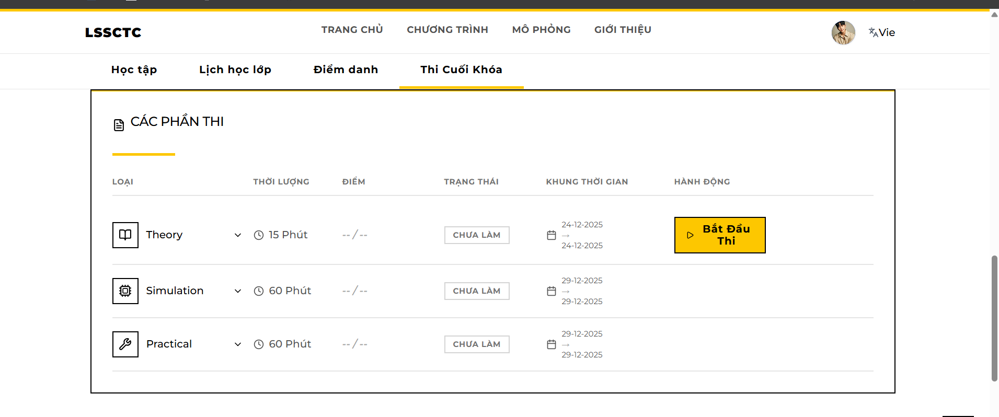 LSSCTC
TRANG CHỦ
CHƯƠNG TRÌNH
MÔ PHỎNG
GIỚI THIỆU
Vie
Học tập
Lịch học lớp
Điểm danh
Thi Cuối Khóa
CÁC PHẦN THI
LOẠI
THỜI LƯỢNG
ĐIỂM
TRẠNG THÁI
KHUNG THỜI GIAN
HÀNH ĐỘNG
Theory
15 Phút
-- / --
CHƯA LÀM
24-12-2025
→
24-12-2025
Bắt Đầu
Thi
Simulation
60 Phút
-- / --
CHƯA LÀM
29-12-2025
→
29-12-2025
Practical
60 Phút
-- / --
CHƯA LÀM
29-12-2025
→
29-12-2025